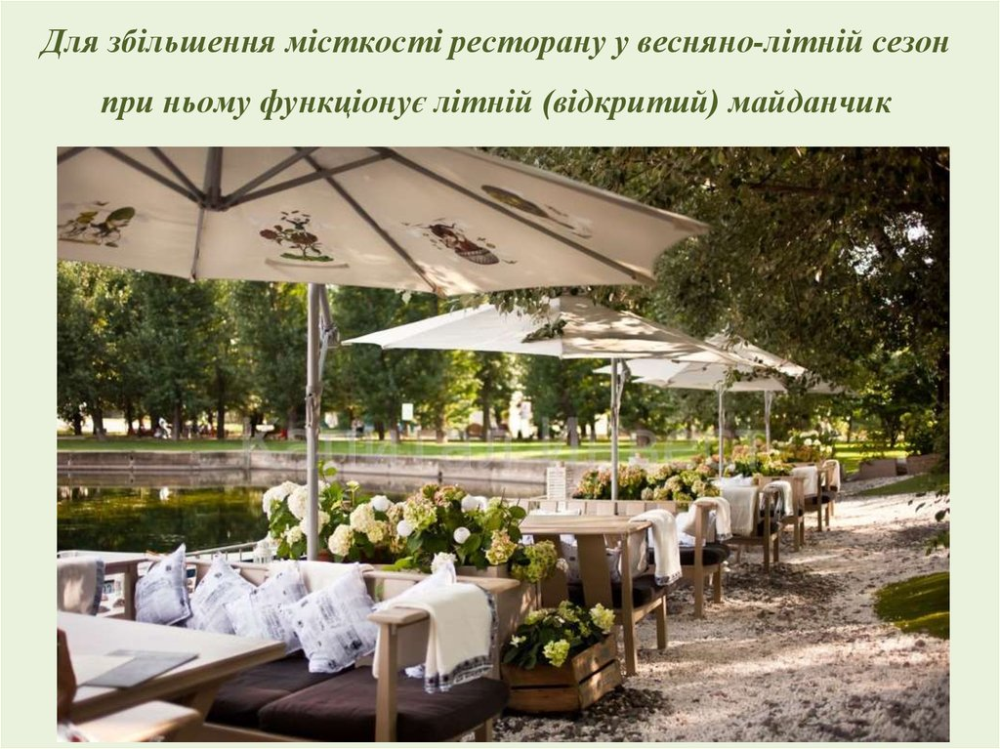 Для збільшення місткості ресторану у весняно-літній сезон
при ньому функціонує літній (відкритий) майданчик